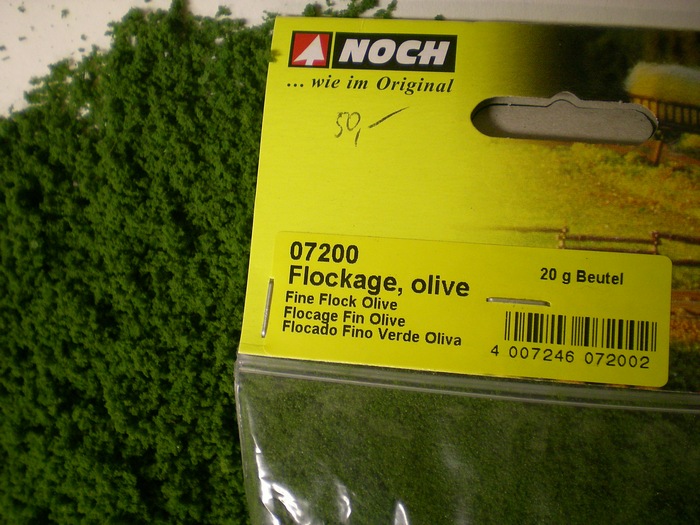 NOCH
... wie im Original
50,-
07200
Flockage, olive
20 g Beutel
Fine Flock Olive
Flocage Fin Olive
Flocado Fino Verde Oliva
4 007246 072002